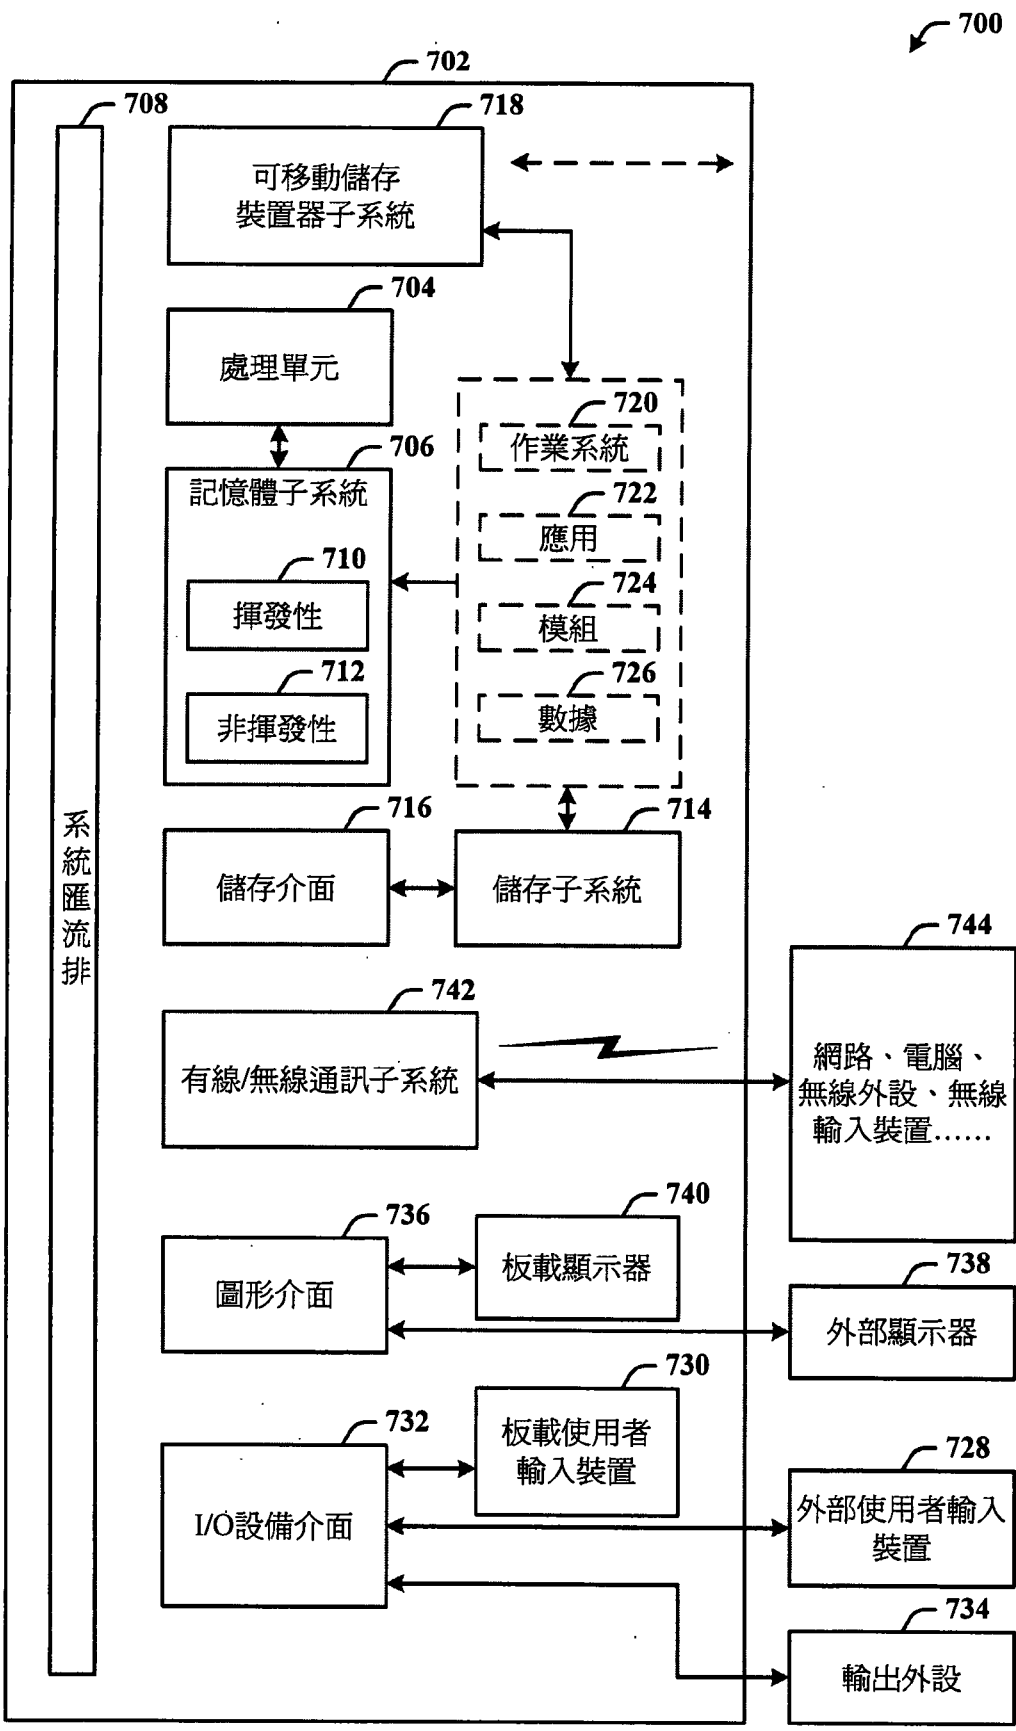 700
702
708
718
可移動儲存
裝置器子系統
704
處理單元
720
作業系統
706
記憶體子系統
722
應用
710
揮發性
724
模組
712
非揮發性
726
數據
系統匯流排
716
儲存介面
714
儲存子系統
744
網路、電腦、
無線外設、無線
輸入裝置……
742
有線/無線通訊子系統
736
圖形介面
740
板載顯示器
738
外部顯示器
732
I/O設備介面
730
板載使用者
輸入裝置
728
外部使用者輸入
裝置
734
輸出外設